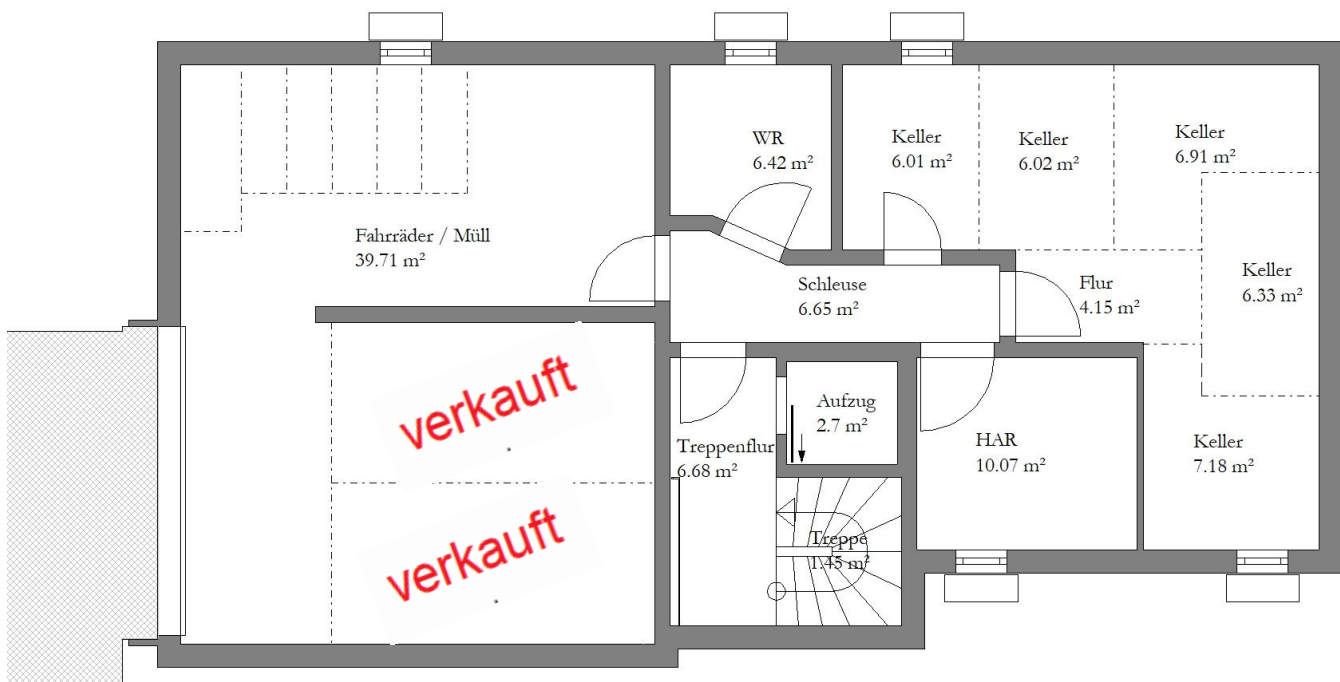 WR
6.42 m²
Keller
6.01 m²
Keller
6.02 m²
Keller
6.91 m²
Fahrräder / Müll
39.71 m²
Schleuse
6.65 m²
Flur
4.15 m²
Keller
6.33 m²
verkauft
Treppenflur
6.68 m²
Aufzug
2.7 m²
HAR
10.07 m²
Keller
7.18 m²
verkauft
Treppe
1.45 m²